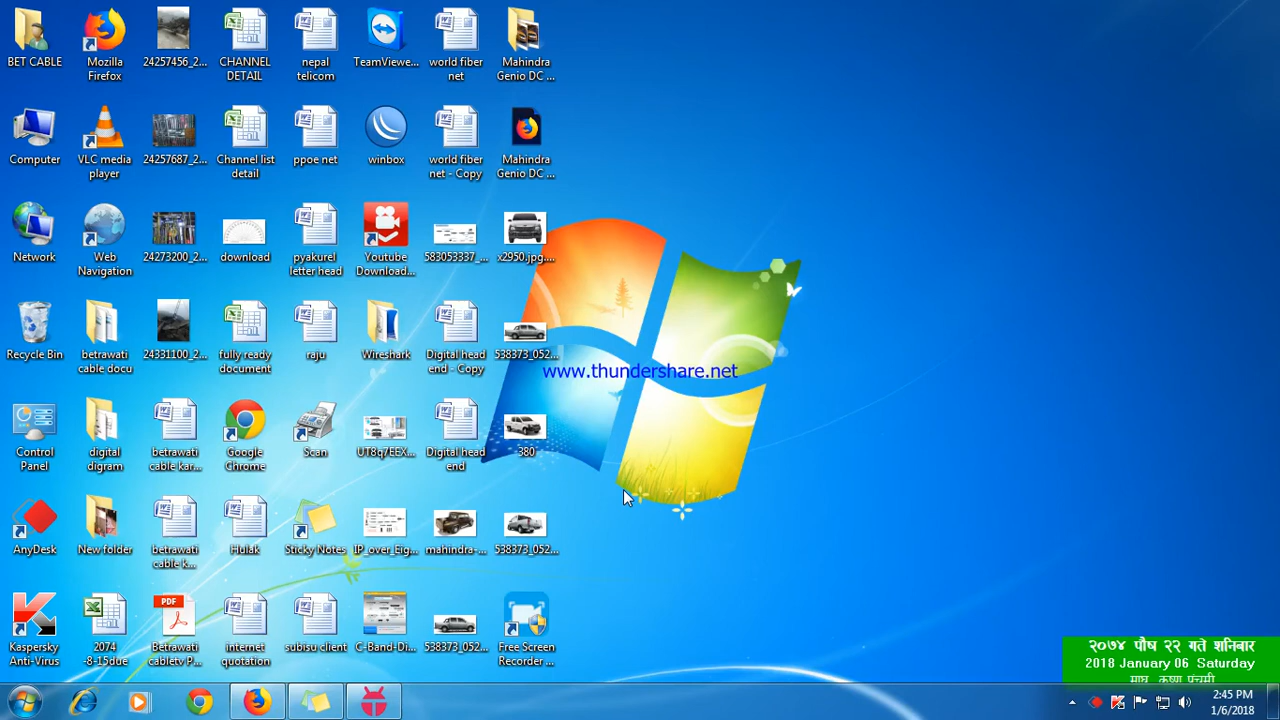 BET CABLE
Mozilla
Firefox
24257456_2...
CHANNEL
DETAIL
nepal
telicom
TeamViewe...
world fiber
net
Mahindra
Genio DC ...
Computer
VLC media
player
24257687_2...
Channel list
detail
ppoe net
winbox
world fiber
net - Copy
Mahindra
Genio DC ...
Network
Web
Navigation
24273200_2...
download
pyakurel
letter head
Youtube
Download...
583053337_...
x2950.jpg....
Recycle Bin
betrawati
cable docu
24331100_2...
fully ready
document
raju
Wireshark
Digital head
end - Copy
538373_052...
www.thundershare.net
Control
Panel
digital
digram
betrawati
cable kar...
Google
Chrome
Scan
UT8q7EEX...
Digital head
end
380
AnyDesk
New folder
betrawati
cable k...
Hulak
Sticky Notes
IP_over_Eig...
mahindra-...
538373_052...
Kaspersky
Anti-Virus
2074
-8-15due
PDF
Betrawati
cabletv P...
internet
quotation
subisu client
C-Band-Di...
538373_052...
Free Screen
Recorder ...
२०७४ पौष २२ गते शनिबार
2018 January 06 Saturday
माघ कृष्ण पंचमी
2:45 PM
1/6/2018